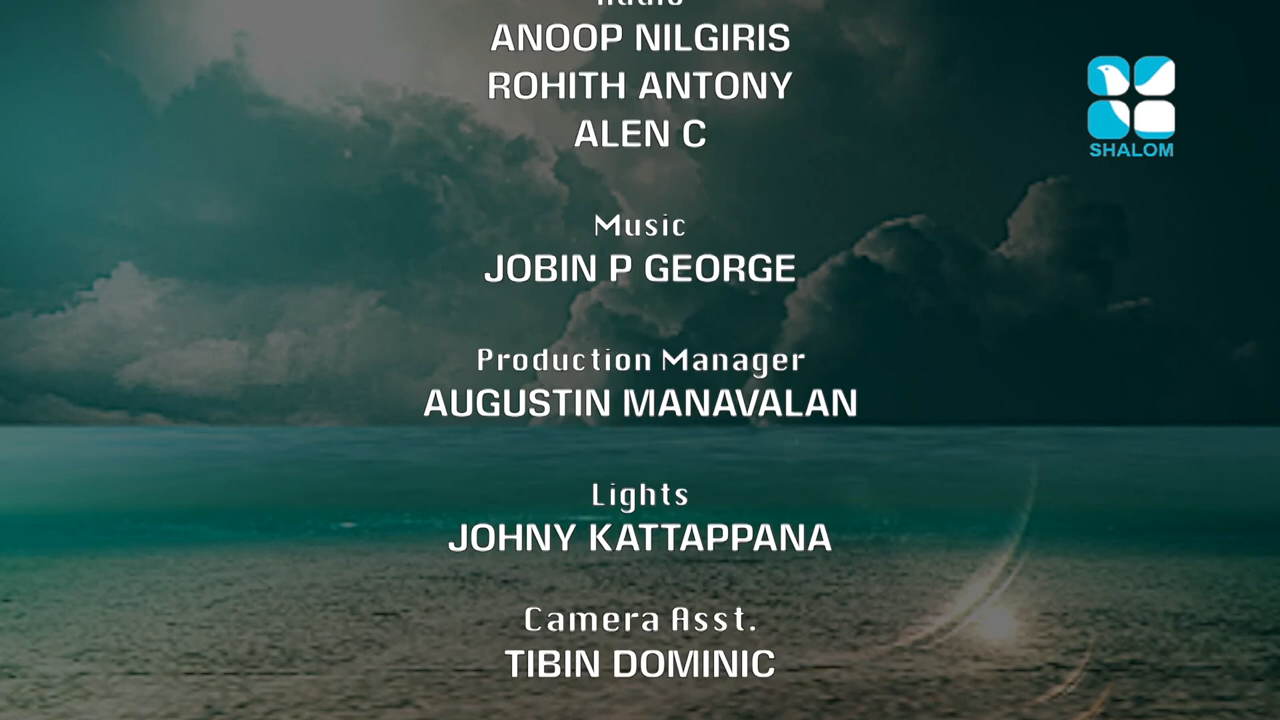 Audio
ANOOP NILGIRIS
ROHITH ANTONY
ALEN C
SHALOM
Music
JOBIN P GEORGE
Production Manager
AUGUSTIN MANAVALAN
Lights
JOHNY KATTAPPANA
Camera Asst.
TIBIN DOMINIC